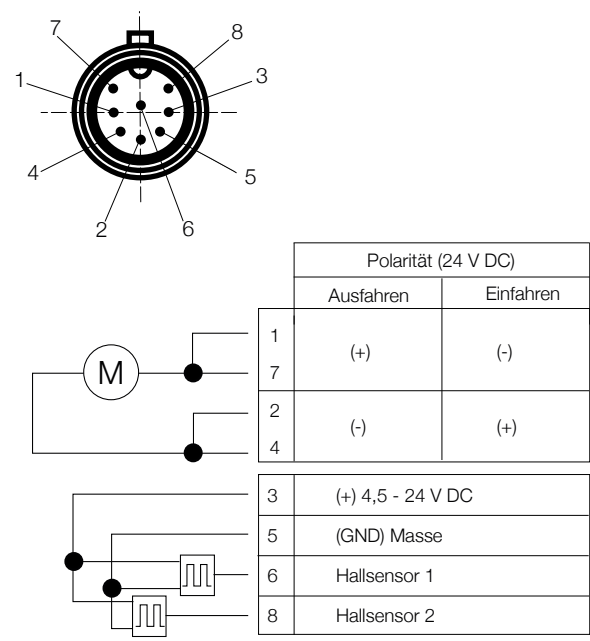 7 8
1 3
4 5
2 6
Polarität (24 V DC)
Ausfahren Einfahren
1
(+) (-)
M 7
2
(-) (+)
4
3 (+) 4,5 - 24 V DC
5 (GND) Masse
6 Hallsensor 1
8 Hallsensor 2